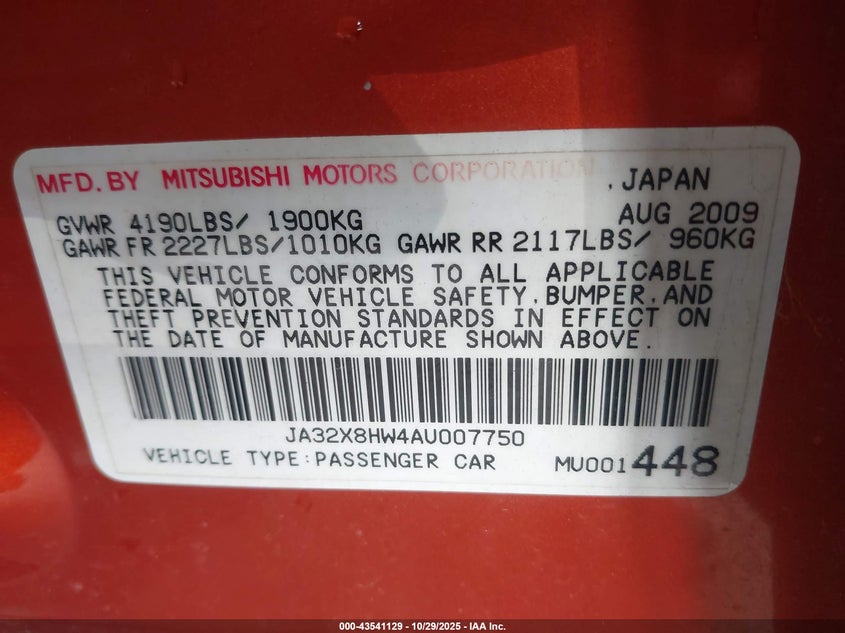 MFD. BY MITSUBISHI MOTORS CORPORATION, JAPAN
GVWR 4190LBS/ 1900KG AUG 2009
GAWR FR 2227LBS/1010KG GAWR RR 2117LBS/ 960KG
THIS VEHICLE CONFORMS TO ALL APPLICABLE
FEDERAL MOTOR VEHICLE SAFETY, BUMPER, AND
THEFT PREVENTION STANDARDS IN EFFECT ON
THE DATE OF MANUFACTURE SHOWN ABOVE.
JA32X8HW4AU007750
VEHICLE TYPE:PASSENGER CAR MU001448
000-43541129 - 10/29/2025 - IAA Inc.